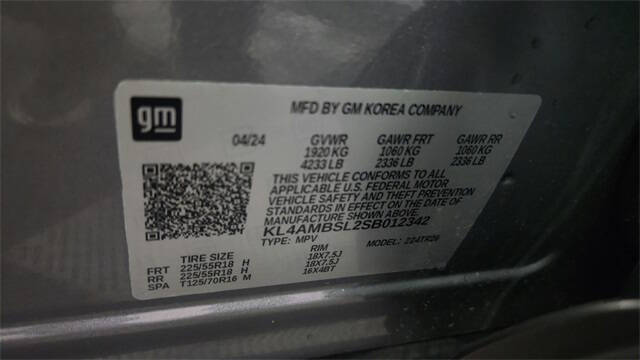 gm
MFD BY GM KOREA COMPANY
04/24 GVWR GAWR FRT GAWR RR
1920 KG 1060 KG 1060 KG
4233 LB 2336 LB 2336 LB
THIS VEHICLE CONFORMS TO ALL
APPLICABLE U.S. FEDERAL MOTOR
VEHICLE SAFETY AND THEFT PREVENTION
STANDARDS IN EFFECT ON THE DATE OF
MANUFACTURE SHOWN ABOVE.
KL4AMBSL2SB012342
TYPE: MPV MODEL:
TIRE SIZE RIM
FRT 225/55R18 H 18X7.5J
RR 225/55R18 H 18X7.5J
SPA T125/70R16 M 16X4BT